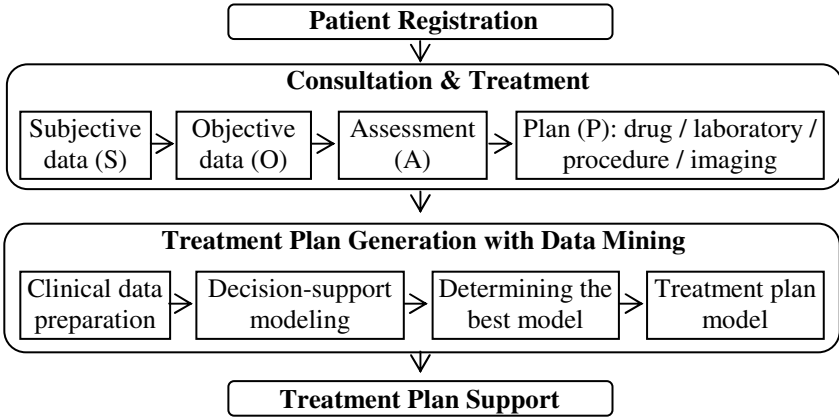 Patient Registration
Consultation & Treatment
Subjective
data (S)
Objective
data (O)
Assessment
(A)
Plan (P): drug / laboratory /
procedure / imaging
Treatment Plan Generation with Data Mining
Clinical data
preparation
Decision-support
modeling
Determining the
best model
Treatment plan
model
Treatment Plan Support